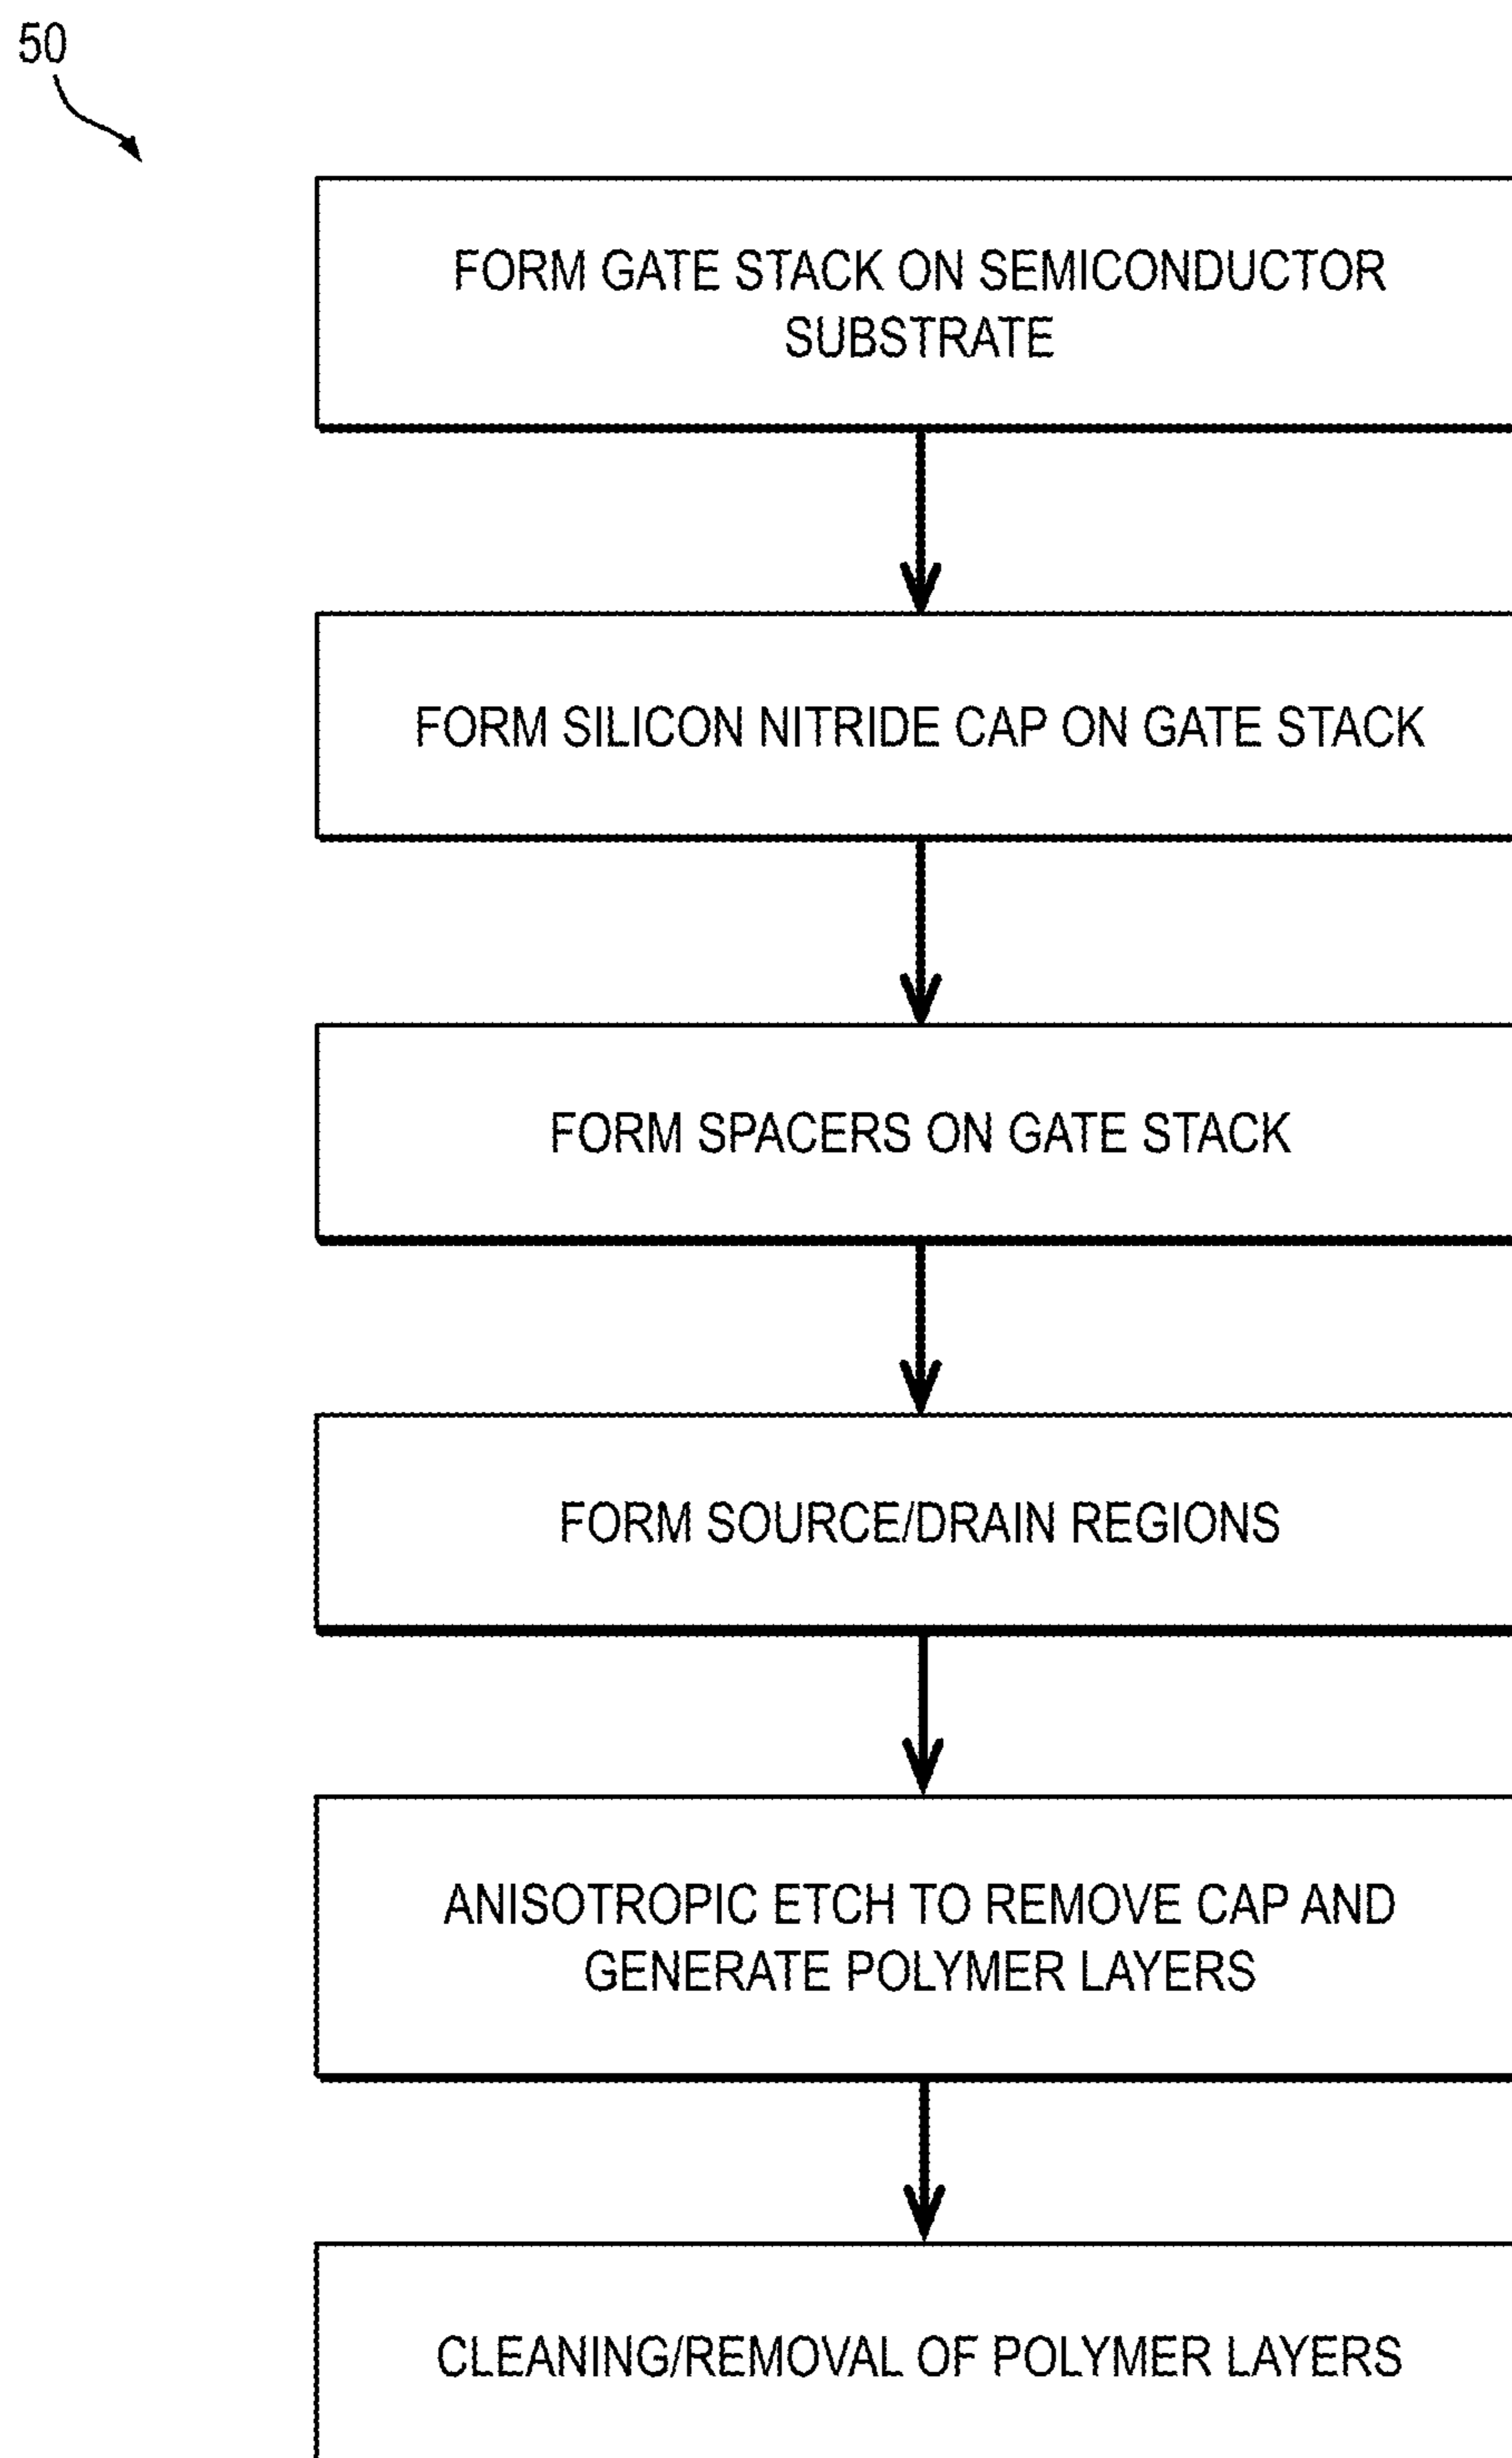 50
FORM GATE STACK ON SEMICONDUCTOR
SUBSTRATE
FORM SILICON NITRIDE CAP ON GATE STACK
FORM SPACERS ON GATE STACK
FORM SOURCE/DRAIN REGIONS
ANISOTROPIC ETCH TO REMOVE CAP AND
GENERATE POLYMER LAYERS
CLEANING/REMOVAL OF POLYMER LAYERS